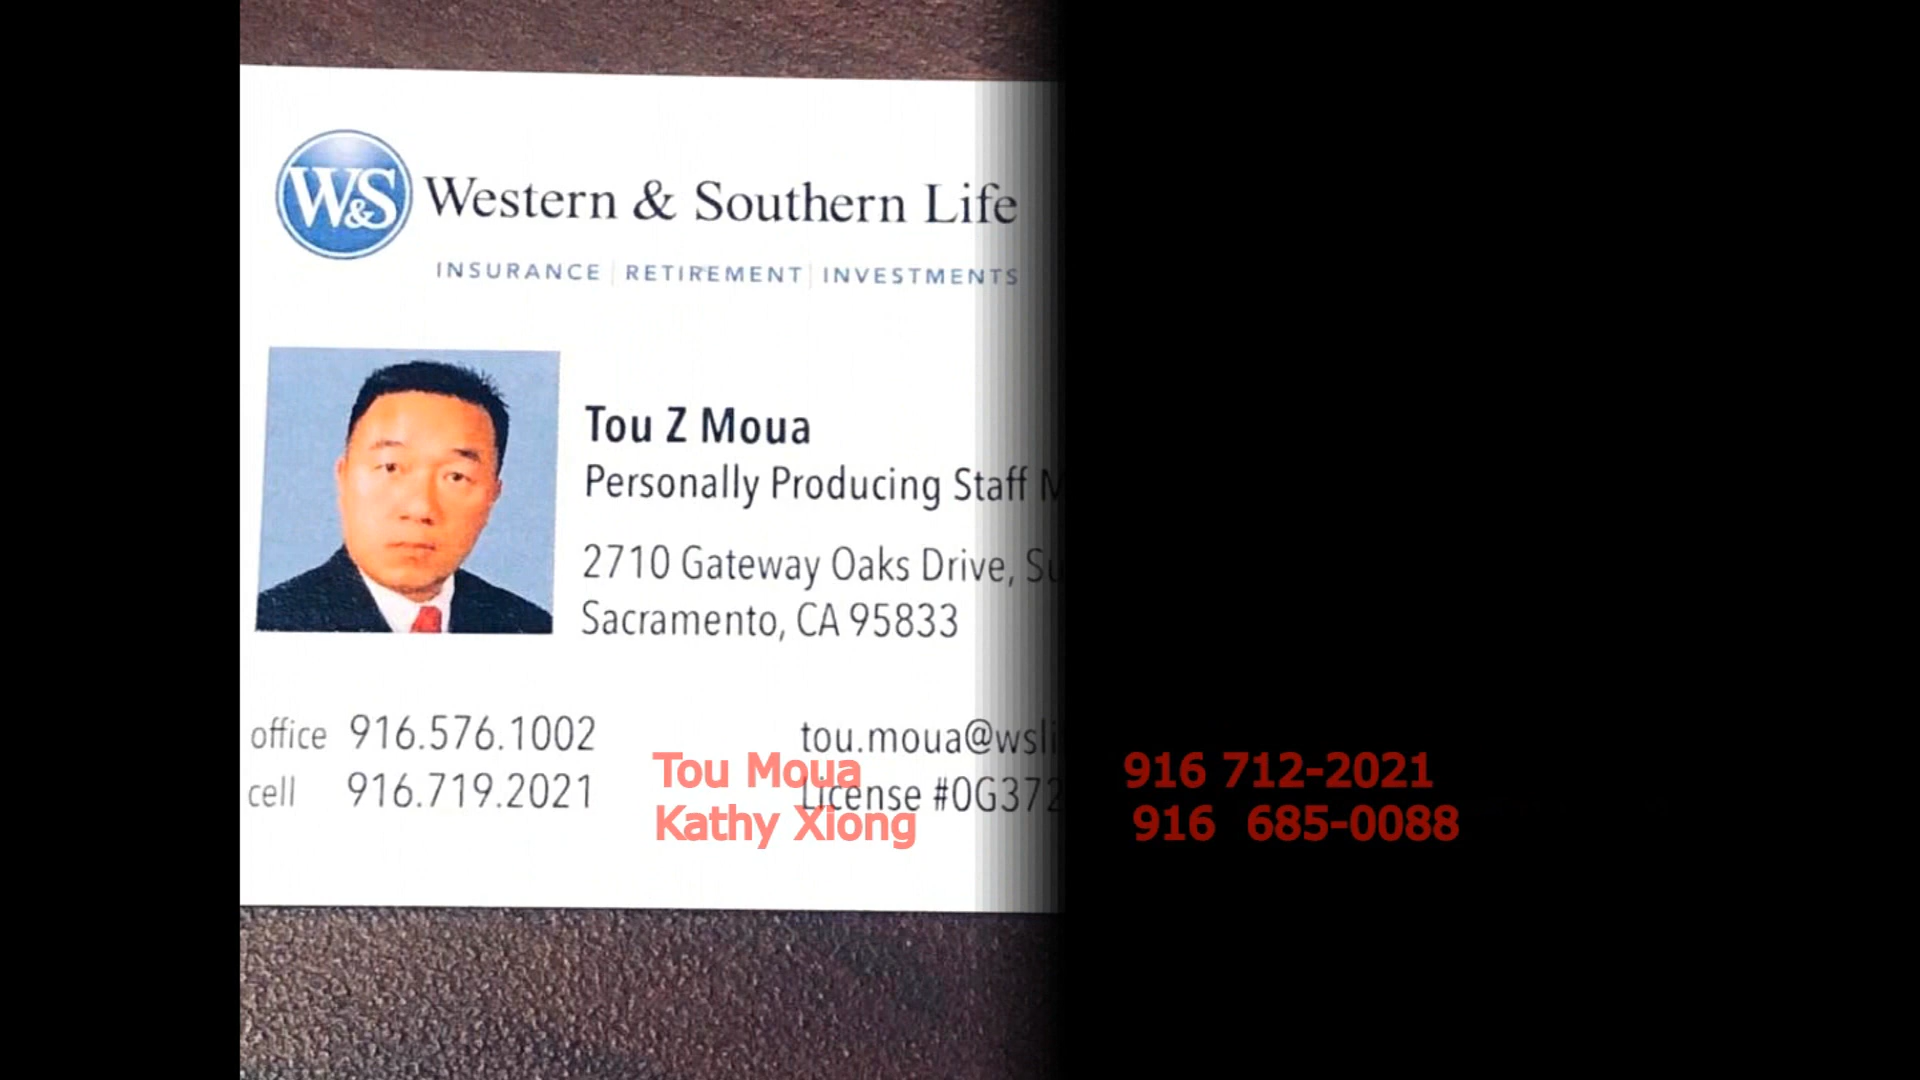 W&S Western & Southern Life
INSURANCE | RETIREMENT | INVESTMENTS
Tou Z Moua
Personally Producing Staff
2710 Gateway Oaks Drive,
Sacramento, CA 95833
office 916.576.1002
cell 916.719.2021
tou.moua@wsli
License #0G372
Tou Moua 916 712-2021
Kathy Xiong 916 685-0088